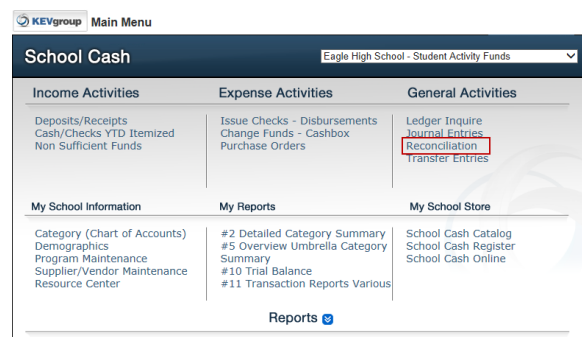 KEVgroup Main Menu
School Cash
Eagle High School - Student Activity Funds
Income Activities
Deposits/Receipts
Cash/Checks YTD Itemized
Non Sufficient Funds
Expense Activities
Issue Checks - Disbursements
Change Funds - Cashbox
Purchase Orders
General Activities
Ledger Inquire
Journal Entries
Reconciliation
Transfer Entries
My School Information
Category (Chart of Accounts)
Demographics
Program Maintenance
Supplier/Vendor Maintenance
Resource Center
My Reports
#2 Detailed Category Summary
#5 Overview Umbrella Category
Summary
#10 Trial Balance
#11 Transaction Reports Various
My School Store
School Cash Catalog
School Cash Register
School Cash Online
Reports